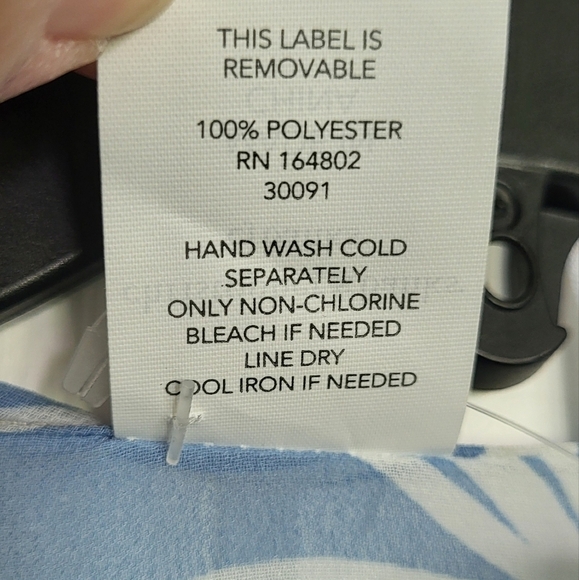 THIS LABEL IS
REMOVABLE
100% POLYESTER
RN 164802
30091
HAND WASH COLD
SEPARATELY
ONLY NON-CHLORINE
BLEACH IF NEEDED
LINE DRY
COOL IRON IF NEEDED